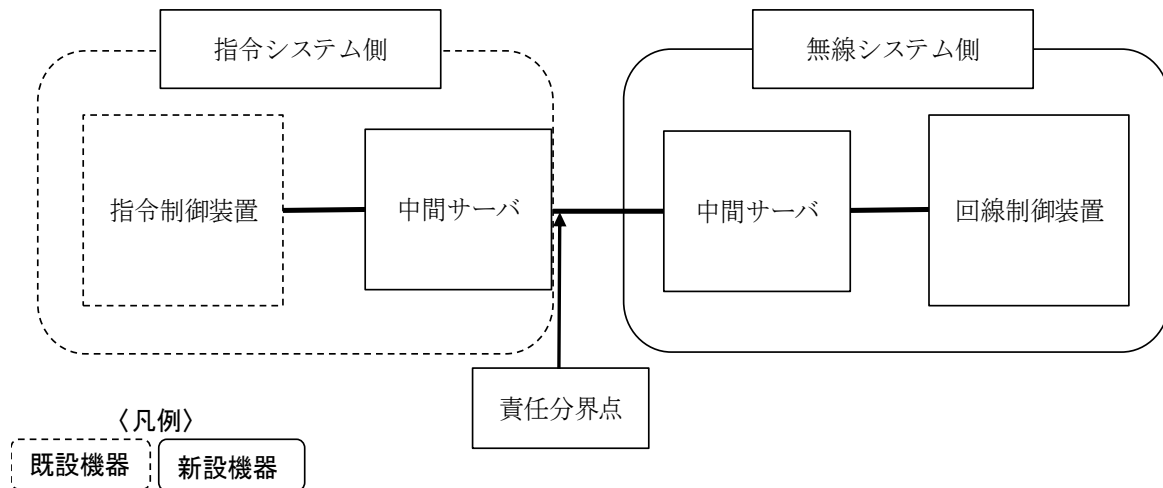 指令システム側
無線システム側
指令制御装置
中間サーバ
中間サーバ
回線制御装置
責任分界点
〈凡例〉
既設機器
新設機器